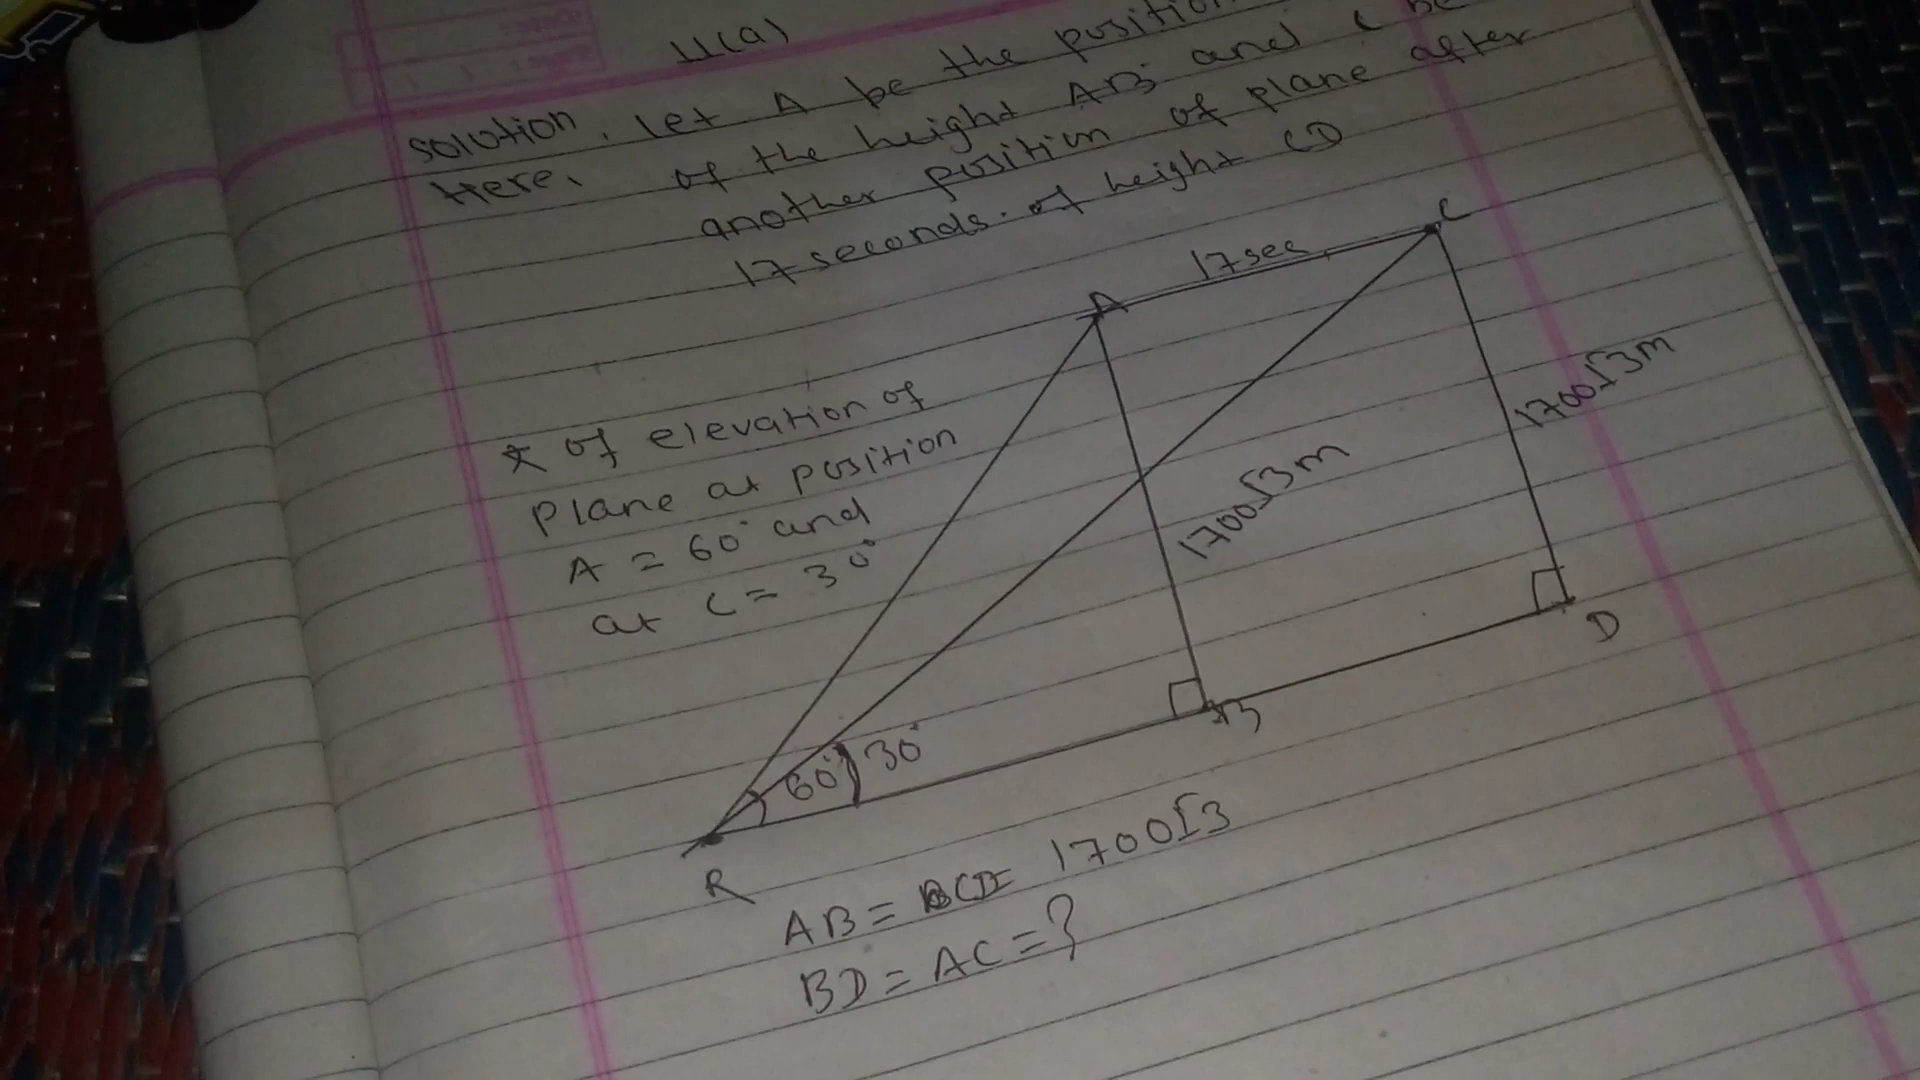 11(a)
Solution, let A be the position
Here, of the height AB and C be
another position of plane after
17 seconds. of height CD
17 sec
A
C
∠ of elevation of
plane at position
A = 60° and
at C = 30°
1700√3m
1700√3m
60° 30°
B
D
R
AB = CD = 1700√3
BD = AC = ?